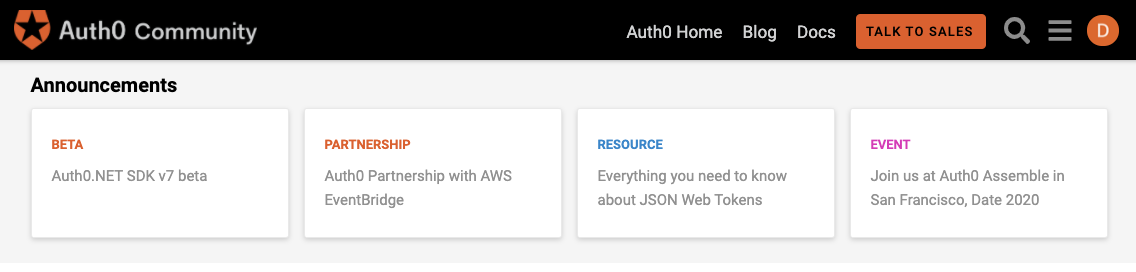 Auth0 Community
Auth0 Home Blog Docs TALK TO SALES D
Announcements
BETA
Auth0.NET SDK v7 beta
PARTNERSHIP
Auth0 Partnership with AWS
EventBridge
RESOURCE
Everything you need to know
about JSON Web Tokens
EVENT
Join us at Auth0 Assemble in
San Francisco, Date 2020